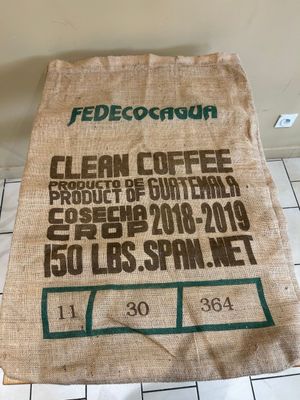 FEDECOCAGUA
CLEAN COFFEE
PRODUCTO DE
PRODUCT OF GUATEMALA
COSECHA
CROP 2018-2019
150 LBS.SPAN.NET
11 30 364